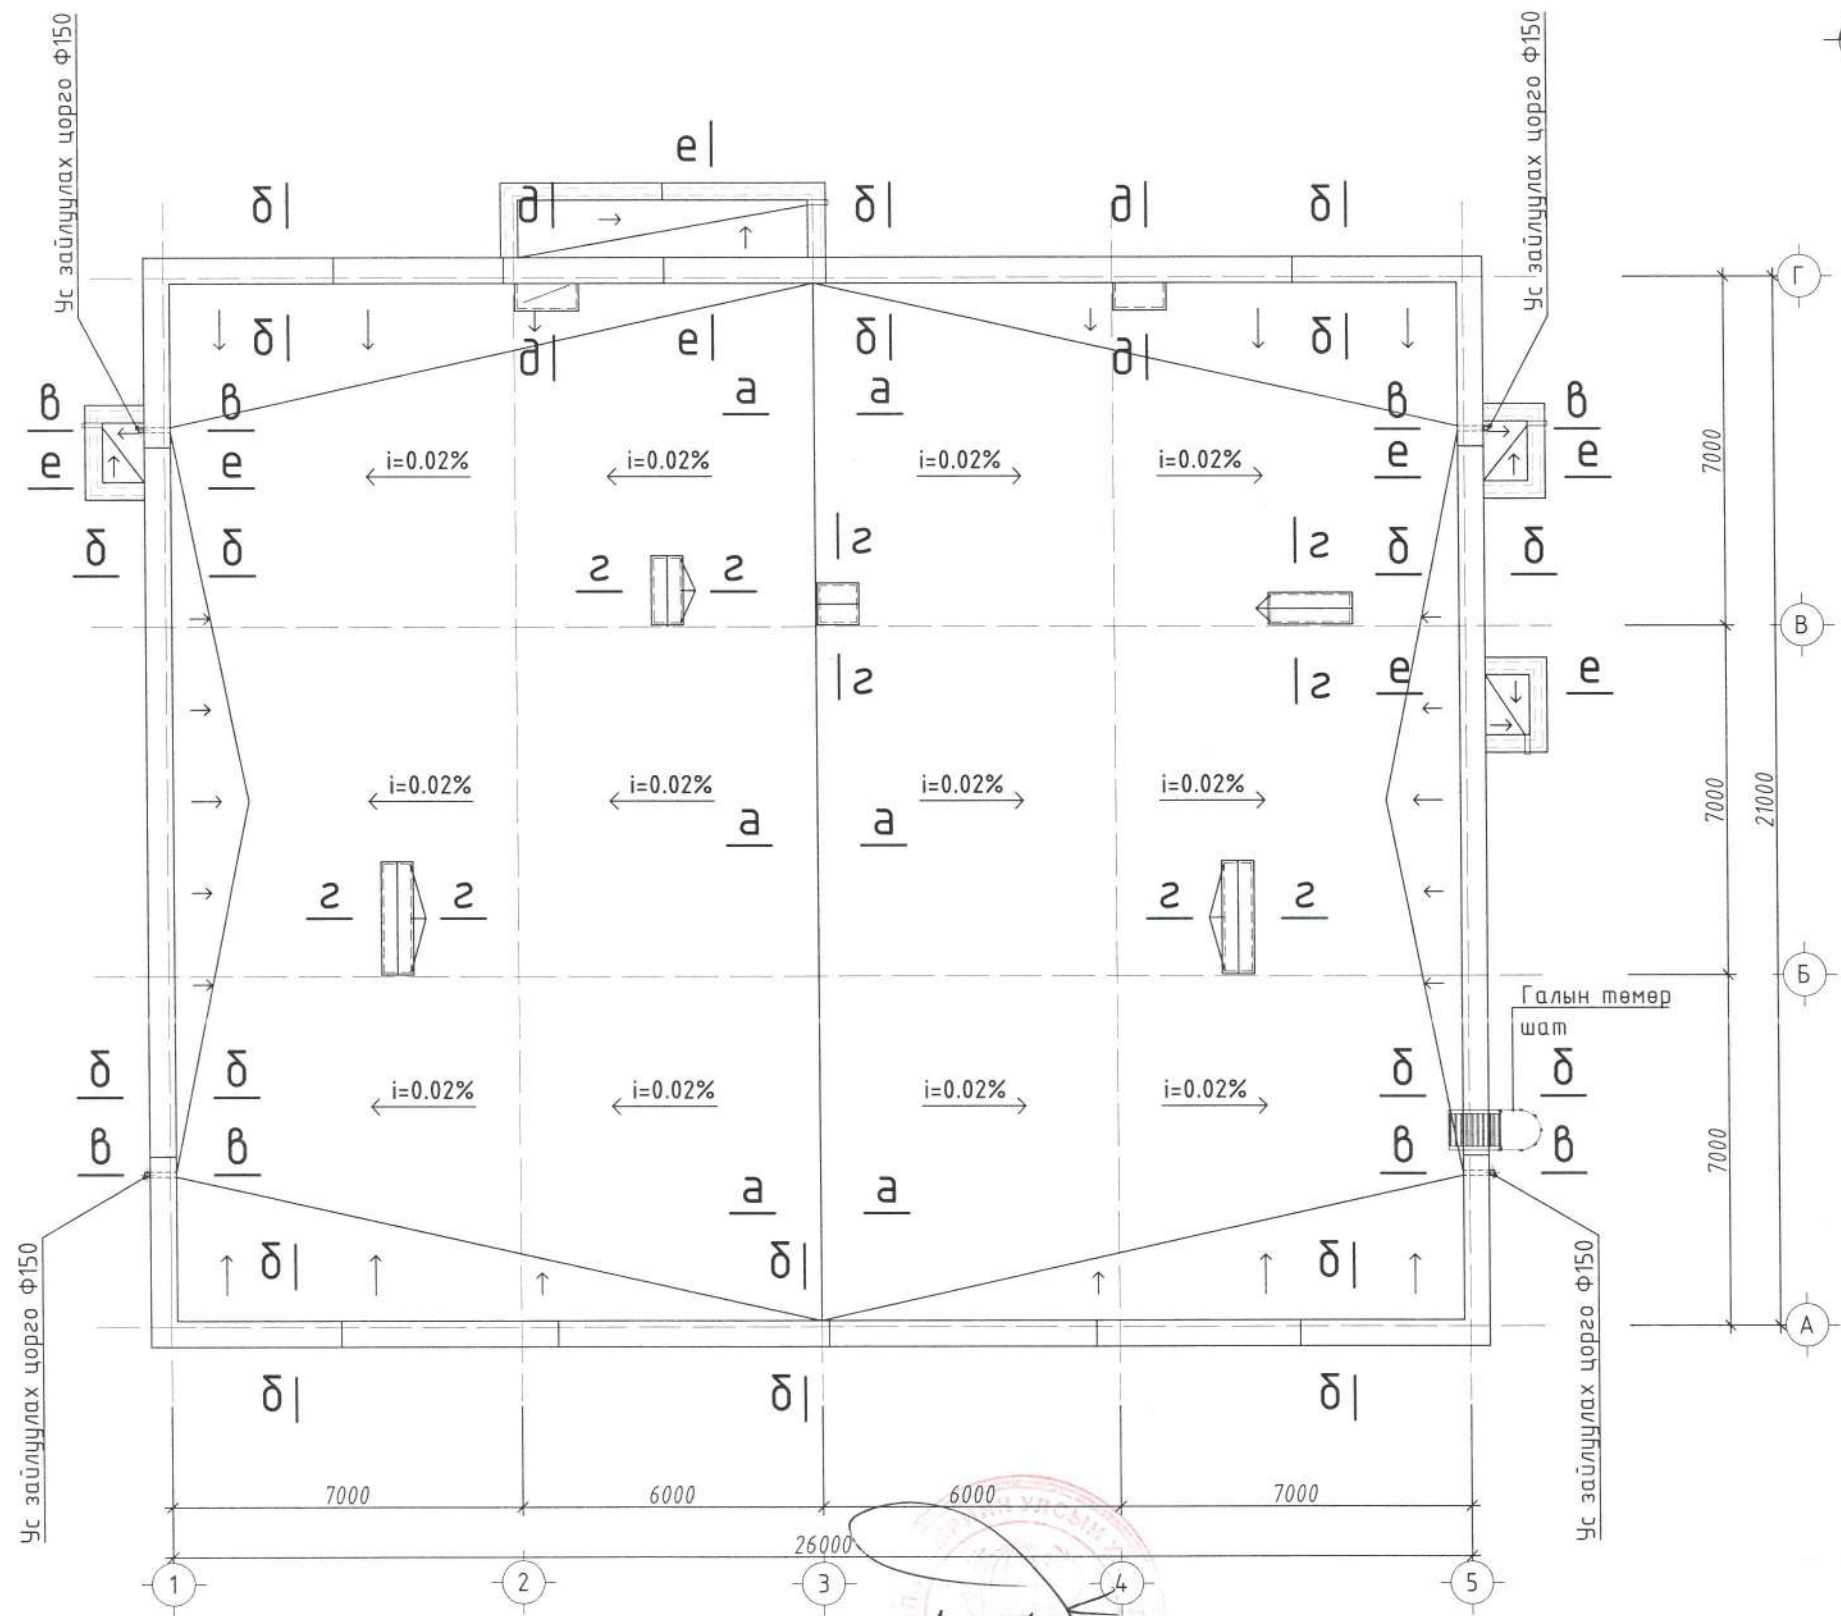 Ус зайлуулах цорго Ф150
Ус зайлуулах цорго Ф150
е
б д б д б
Г
б д е б д б
а а
в в в в
е е е е
i=0.02% i=0.02% i=0.02% i=0.02%
7000
б б б б
г г г г
В
г г е е
i=0.02% i=0.02% i=0.02% i=0.02%
7000
21000
а а
г г г г
Б
Галын төмөр
шат
б б б б
i=0.02% i=0.02% i=0.02% i=0.02%
в в в в
7000
а а
б б б
Ус зайлуулах цорго Ф150
Ус зайлуулах цорго Ф150
А
б б б
7000 6000 6000 7000
26000
1 2 3 4 5